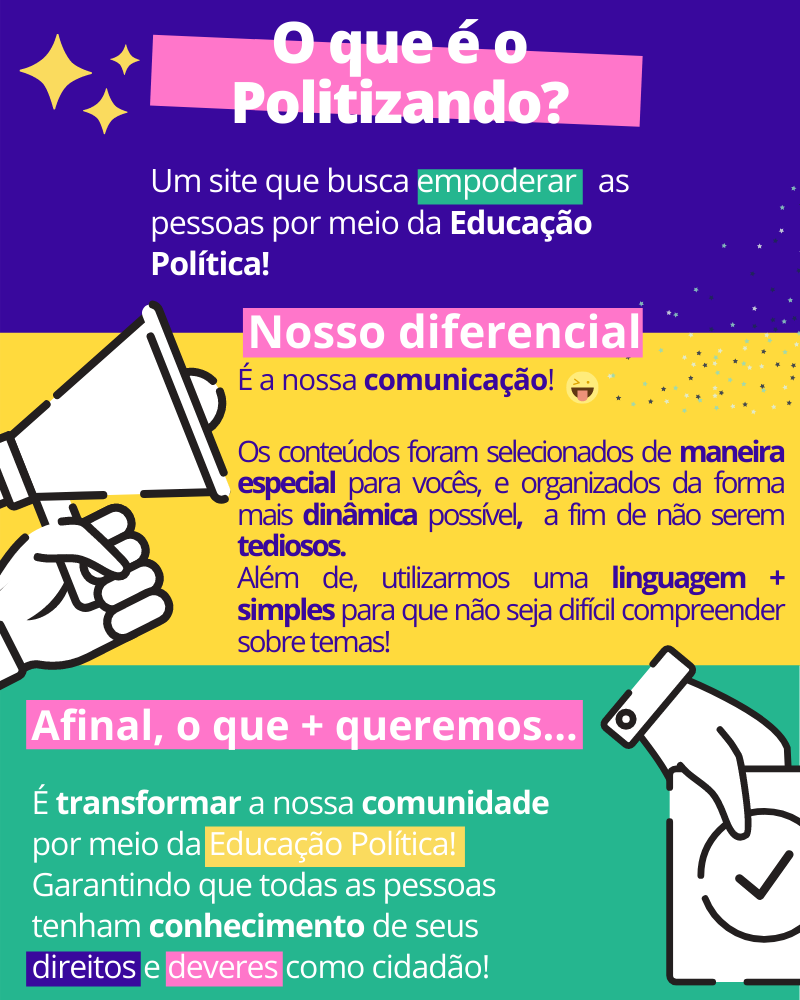 O que é o
Politizando?
Um site que busca empoderar as
pessoas por meio da Educação
Política!
Nosso diferencial
É a nossa comunicação!
Os conteúdos foram selecionados de maneira
especial para vocês, e organizados da forma
mais dinâmica possível, a fim de não serem
tediosos.
Além de, utilizarmos uma linguagem +
simples para que não seja difícil compreender
sobre temas!
Afinal, o que + queremos...
É transformar a nossa comunidade
por meio da Educação Política!
Garantindo que todas as pessoas
tenham conhecimento de seus
direitos e deveres como cidadão!